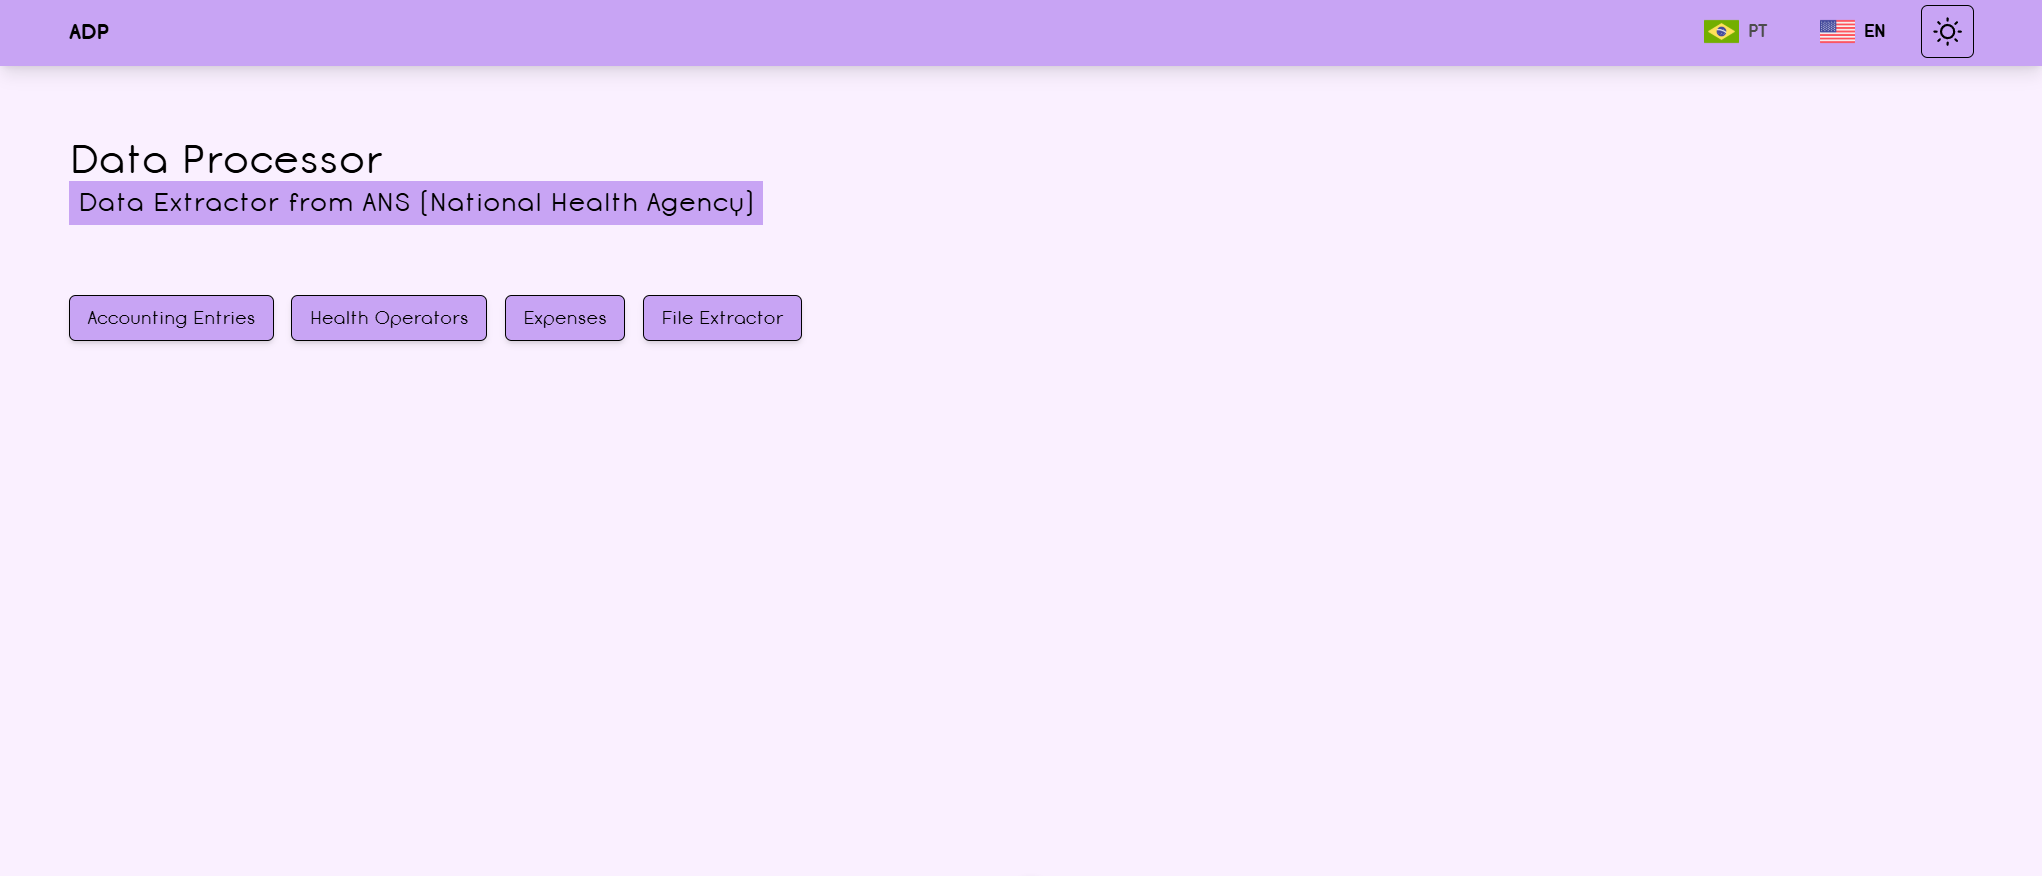 ADP
PT
EN
Data Processor
Data Extractor from ANS (National Health Agency)
Accounting Entries
Health Operators
Expenses
File Extractor